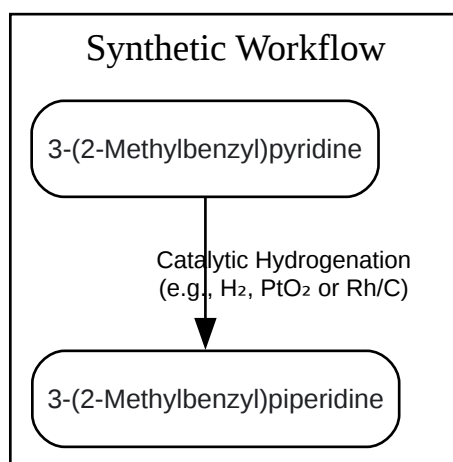 Synthetic Workflow
3-(2-Methylbenzyl)pyridine
Catalytic Hydrogenation
(e.g., H₂, PtO₂ or Rh/C)
3-(2-Methylbenzyl)piperidine